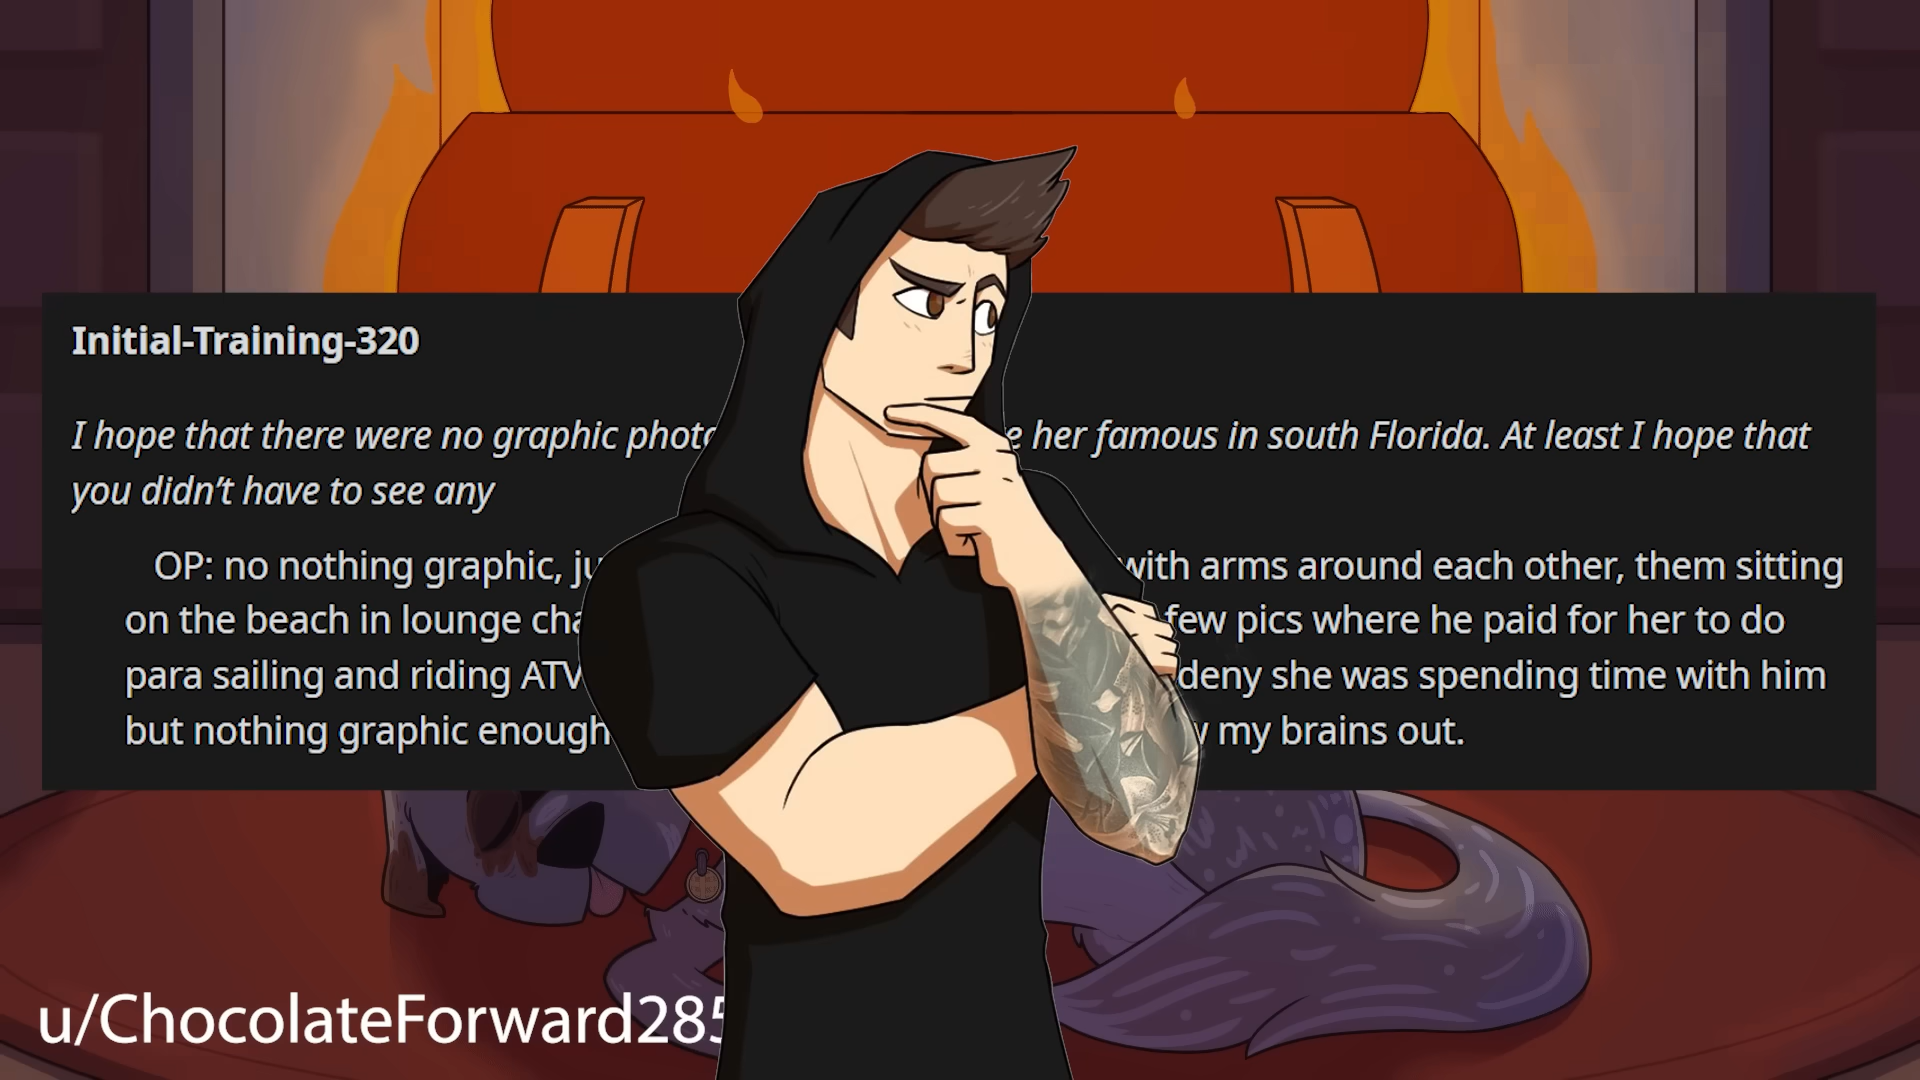 Initial-Training-320
I hope that there were no graphic her famous in south Florida. At least I hope that
you didn't have to see any
OP: no nothing graphic, with arms around each other, them sitting
on the beach in lounge few pics where he paid for her to do
para sailing and riding deny she was spending time with him
but nothing graphic enough my brains out.
u/ChocolateForward285